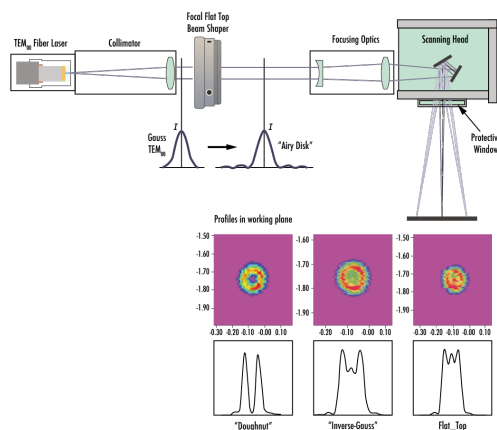 Focal Flat Top
Beam Shaper
TEM00 Fiber Laser
Collimator
Focusing Optics
Scanning Head
I
I
Gauss
TEM00
"Airy Disk"
Protective
Window
Profiles in working plane
-1.50
-1.60
-1.70
-1.80
-1.90
-0.30 -0.20 -0.10 -0.00 0.10
-1.60
-1.70
-1.80
-1.90
-1.98
-0.20 -0.10 -0.00 0.10
-1.60
-1.70
-1.80
-1.90
-0.20 -0.10 -0.00 0.10
"Doughnut"
"Inverse-Gauss"
Flat_Top